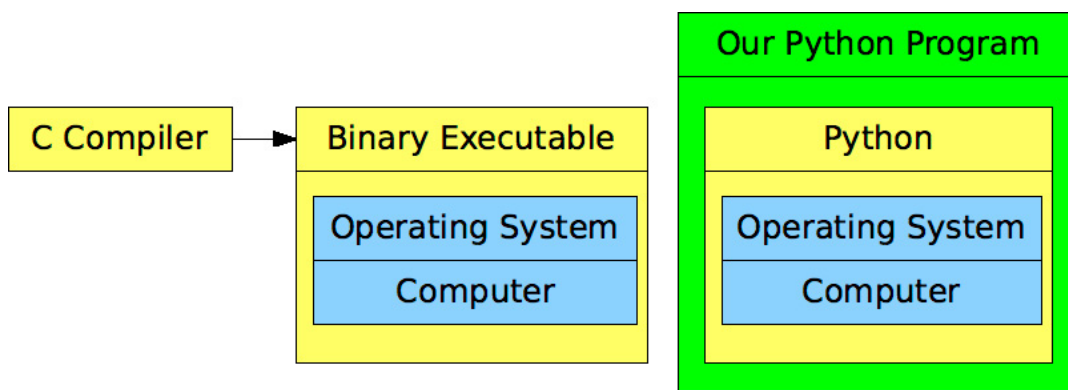 C Compiler
Binary Executable
Operating System
Computer
Our Python Program
Python
Operating System
Computer